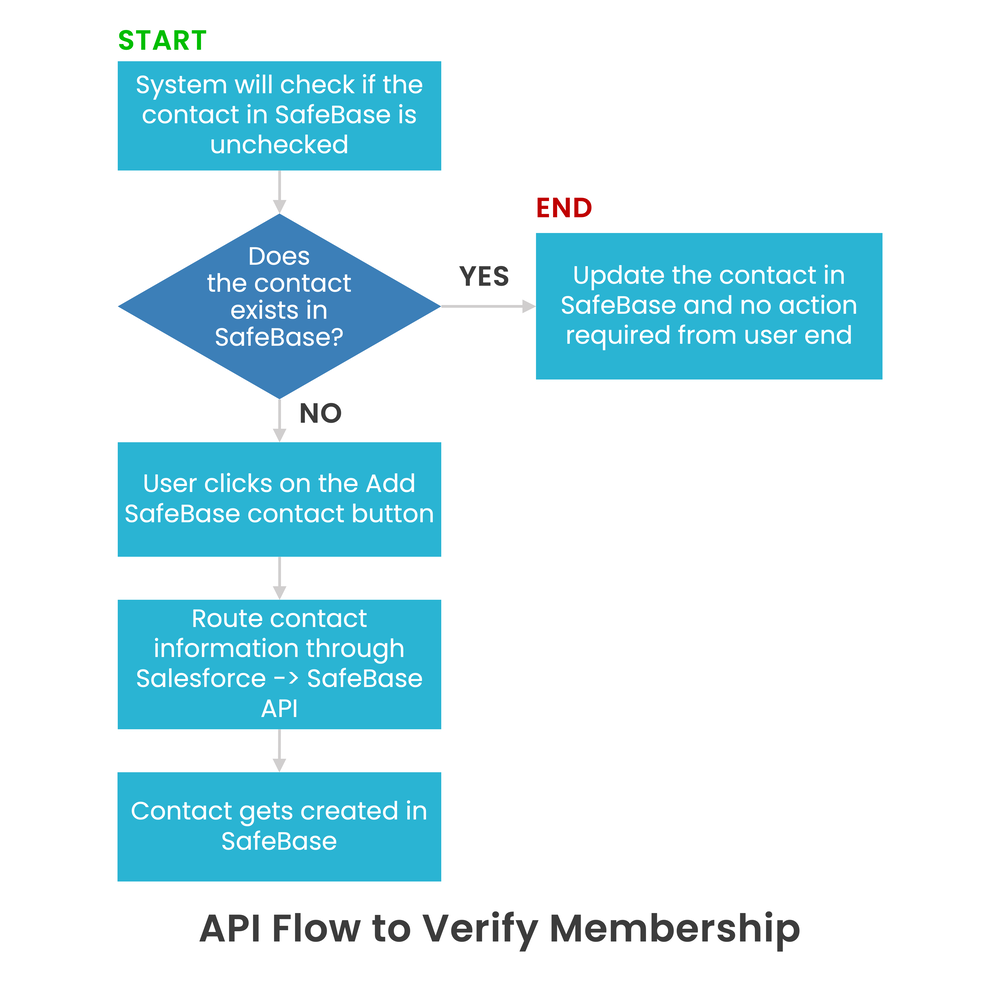 START
System will check if the
contact in SafeBase is
unchecked
Does
the contact
exists in
SafeBase?
YES
END
Update the contact in
SafeBase and no action
required from user end
NO
User clicks on the Add
SafeBase contact button
Route contact
information through
Salesforce -> SafeBase
API
Contact gets created in
SafeBase
API Flow to Verify Membership